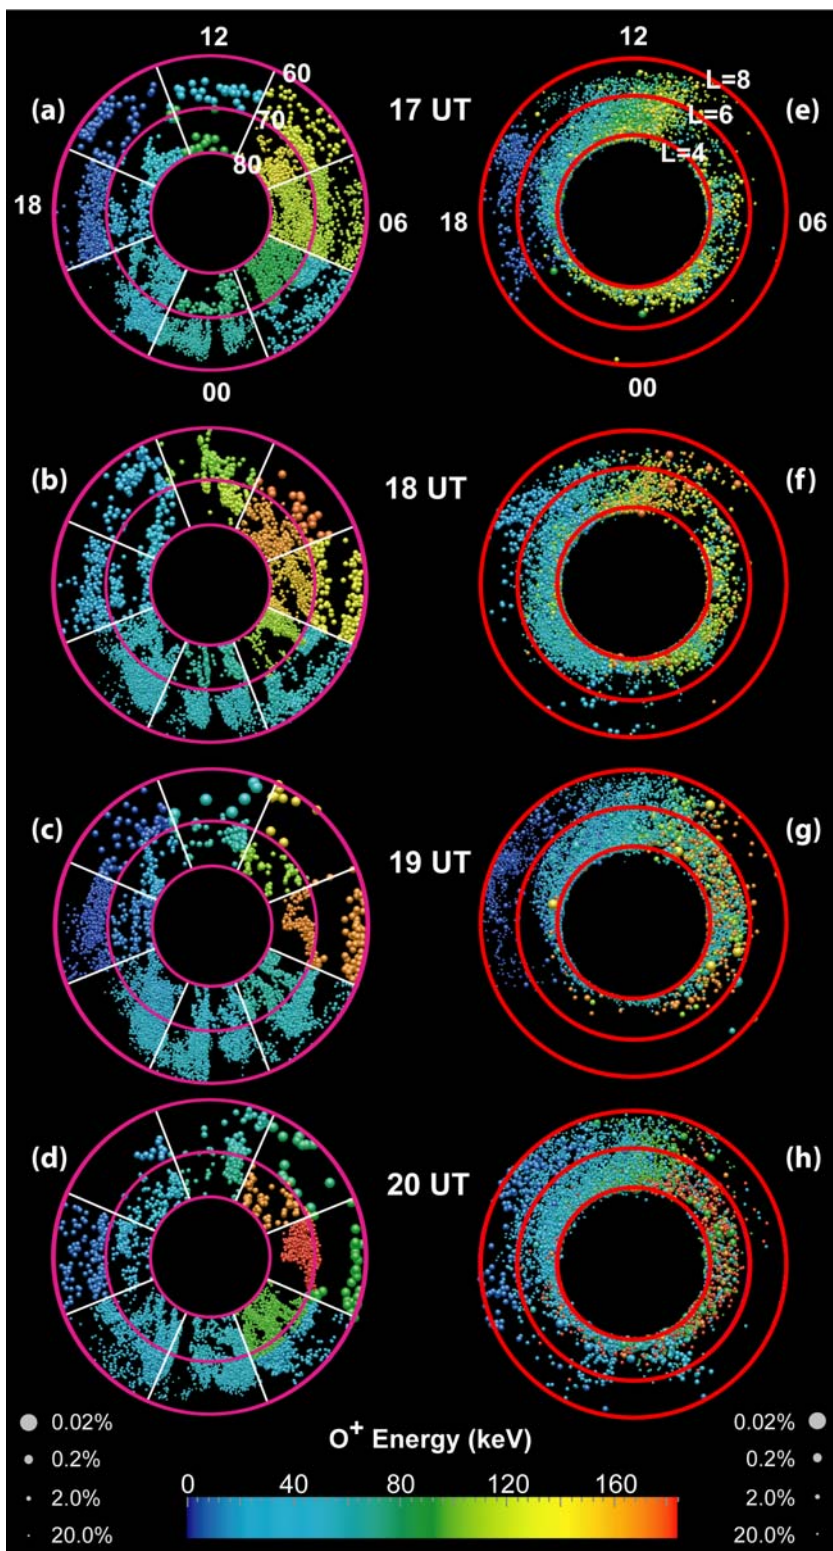 12
12
60
(a)
17 UT
L=8
(e)
70
L=6
80
L=4
18
06
18
06
00
00
(b)
18 UT
(f)
(c)
19 UT
(g)
(d)
20 UT
(h)
0.02%
O+ Energy (keV)
0.02%
0.2%
0.2%
0 40 80 120 160
2.0%
2.0%
20.0%
20.0%